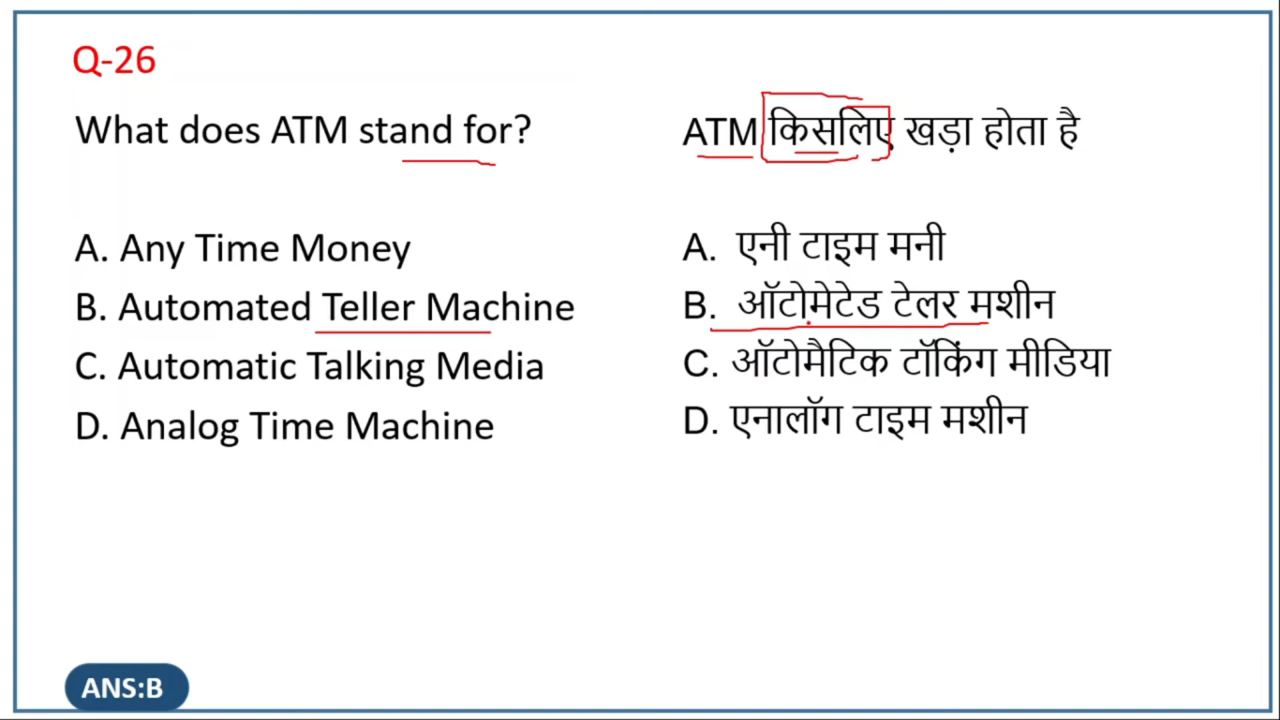 Q-26
What does ATM stand for?
A. Any Time Money
B. Automated Teller Machine
C. Automatic Talking Media
D. Analog Time Machine
ATM किसलिए खड़ा होता है
A. एनी टाइम मनी
B. ऑटोमेटेड टेलर मशीन
C. ऑटोमैटिक टॉकिंग मीडिया
D. एनालॉग टाइम मशीन
ANS:B